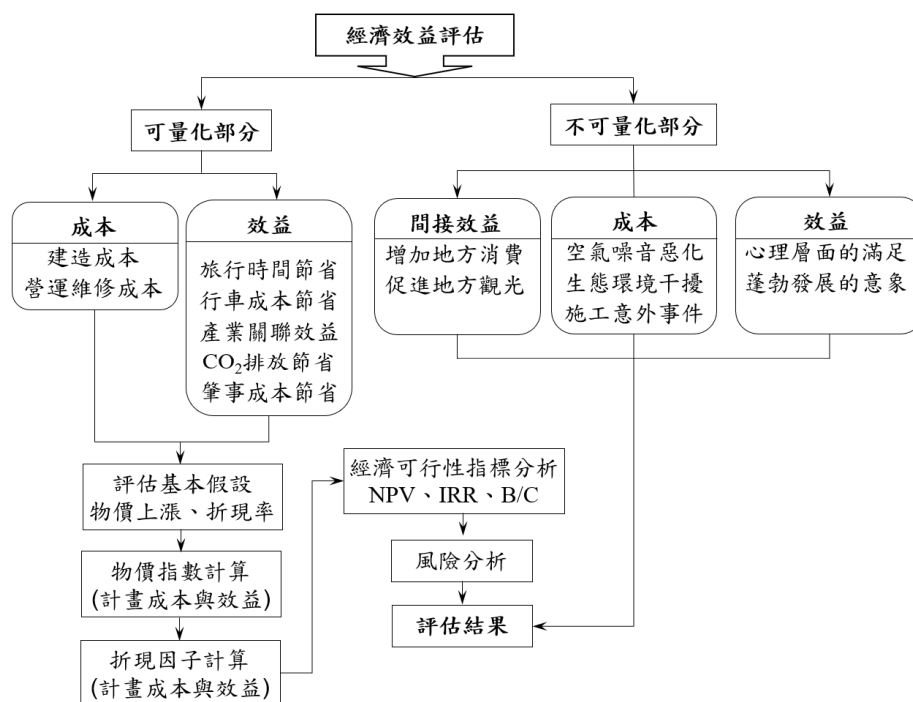 經濟效益評估
可量化部分
不可量化部分
成本
建造成本
營運維修成本
效益
旅行時間節省
行車成本節省
產業關聯效益
CO₂排放節省
肇事成本節省
間接效益
增加地方消費
促進地方觀光
成本
空氣噪音惡化
生態環境干擾
施工意外事件
效益
心理層面的滿足
蓬勃發展的意象
評估基本假設
物價上漲、折現率
物價指數計算
(計畫成本與效益)
折現因子計算
(計畫成本與效益)
經濟可行性指標分析
NPV、IRR、B/C
風險分析
評估結果